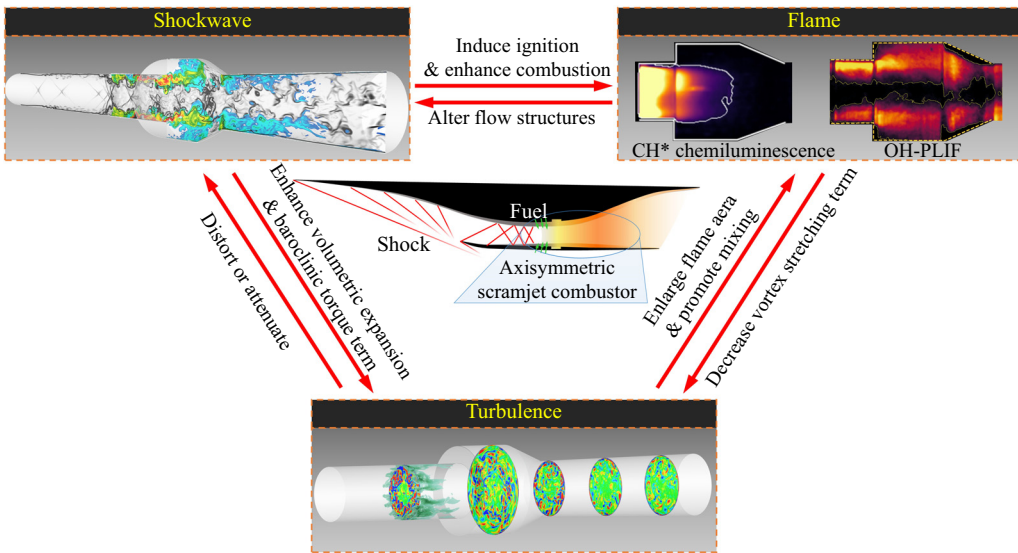 Shockwave
Flame
Induce ignition
& enhance combustion
Alter flow structures
CH* chemiluminescence
OH-PLIF
Fuel
Shock
Axisymmetric
scramjet combustor
Distort or attenuate
Enhance volumetric expansion
& baroclinic torque term
Enlarge flame aera
& promote mixing
Decrease vortex stretching term
Turbulence